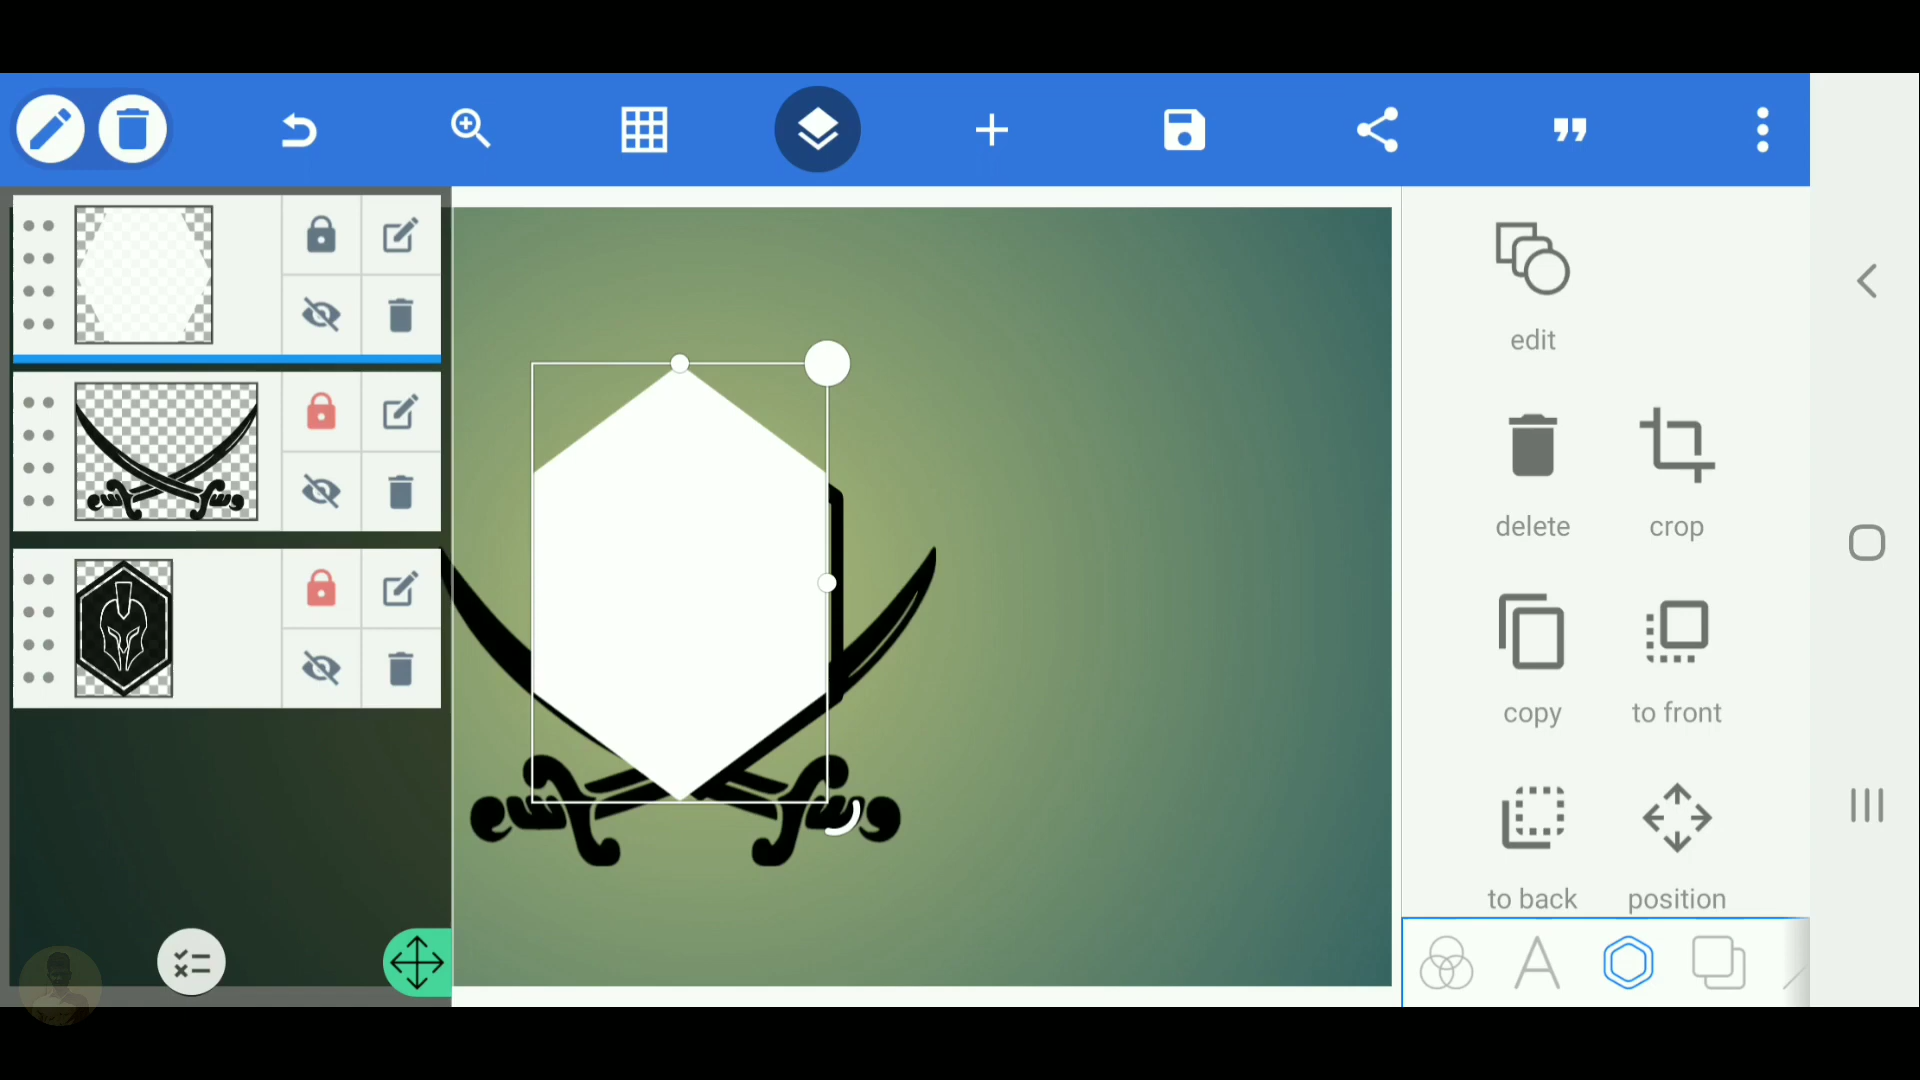 edit
delete
crop
copy
to front
to back
position